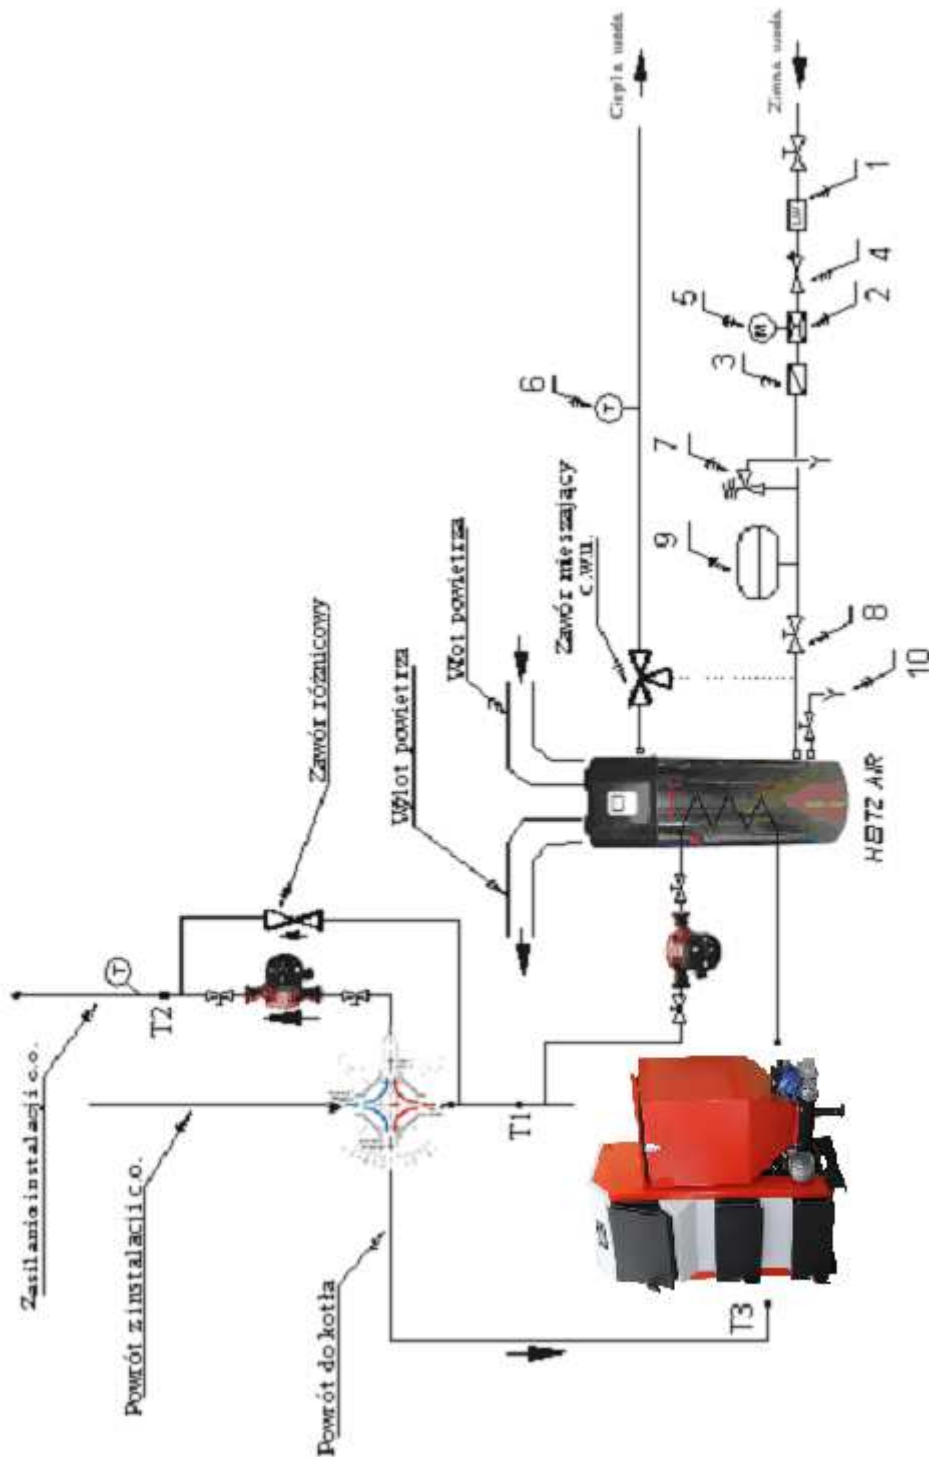 Zasilanie instalacji c.o.
Powrót z instalacji c.o.
Powrót do kotła
T
T2
T1
T3
Zawór różnicowy
Wylot powietrza
Wlot powietrza
Zawór mieszający
c.w.u.
HEITZ AIR
Ciepła woda
Zimna woda
T
M
1
2
3
4
5
6
7
8
9
10